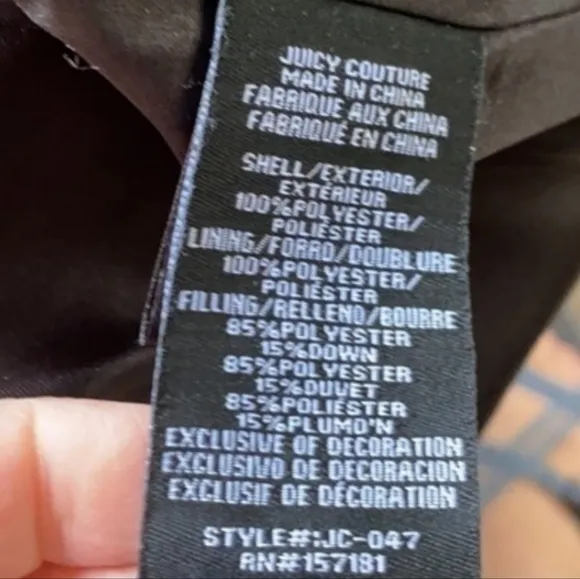 JUICY COUTURE
MADE IN CHINA
FABRIQUE AUX CHINA
FABRIQUÉ EN CHINA
SHELL/EXTERIOR/
EXTÉRIEUR
100%POLYESTER/
POLIÉSTER
LINING/FORRO/DOUBLURE
100%POLYESTER/
POLIÉSTER
FILLING/RELLENO/BOURRE
85%POLYESTER
15%DOWN
85%POLYESTER
15%DUVET
85%POLIÉSTER
15%PLUMO'N
EXCLUSIVE OF DECORATION
EXCLUSIVO DE DECORACION
EXCLUSIF DE DÉCORATION
STYLE#:JC-047
RN#157181